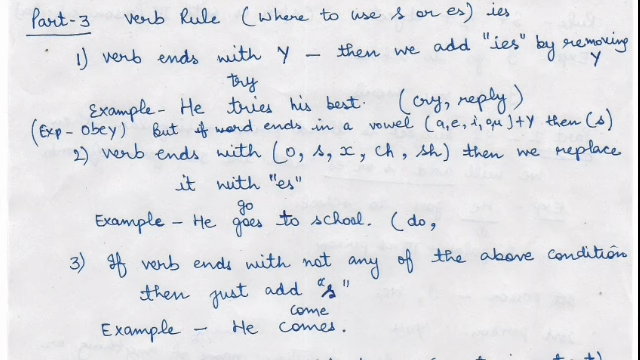 Part-3 verb Rule (where to use s or es) ies
1) verb ends with Y - then we add "ies" by removing Y
try
Example - He tries his best. (cry, reply)
(Exp - Obey) But if word ends in a vowel (a,e,i,o,u)+Y then (s)
2) verb ends with (o, s, x, ch, sh) then we replace
it with "es"
go
Example - He goes to school. (do,
3) If verb ends with not any of the above condition
then just add "s"
come
Example - He comes.